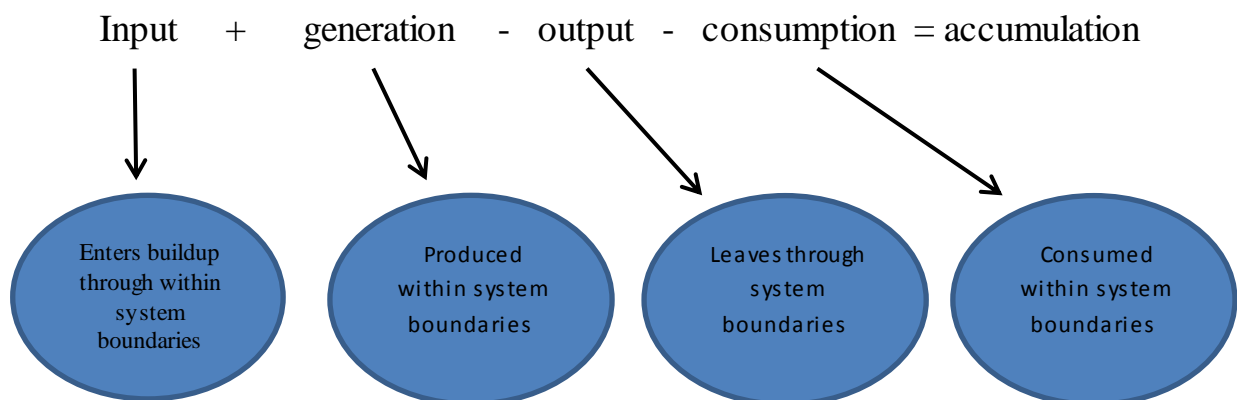 Input + generation - output - consumption = accumulation
Enters buildup
through within
system
boundaries
Produced
within system
boundaries
Leaves through
system
boundaries
Consumed
within system
boundaries